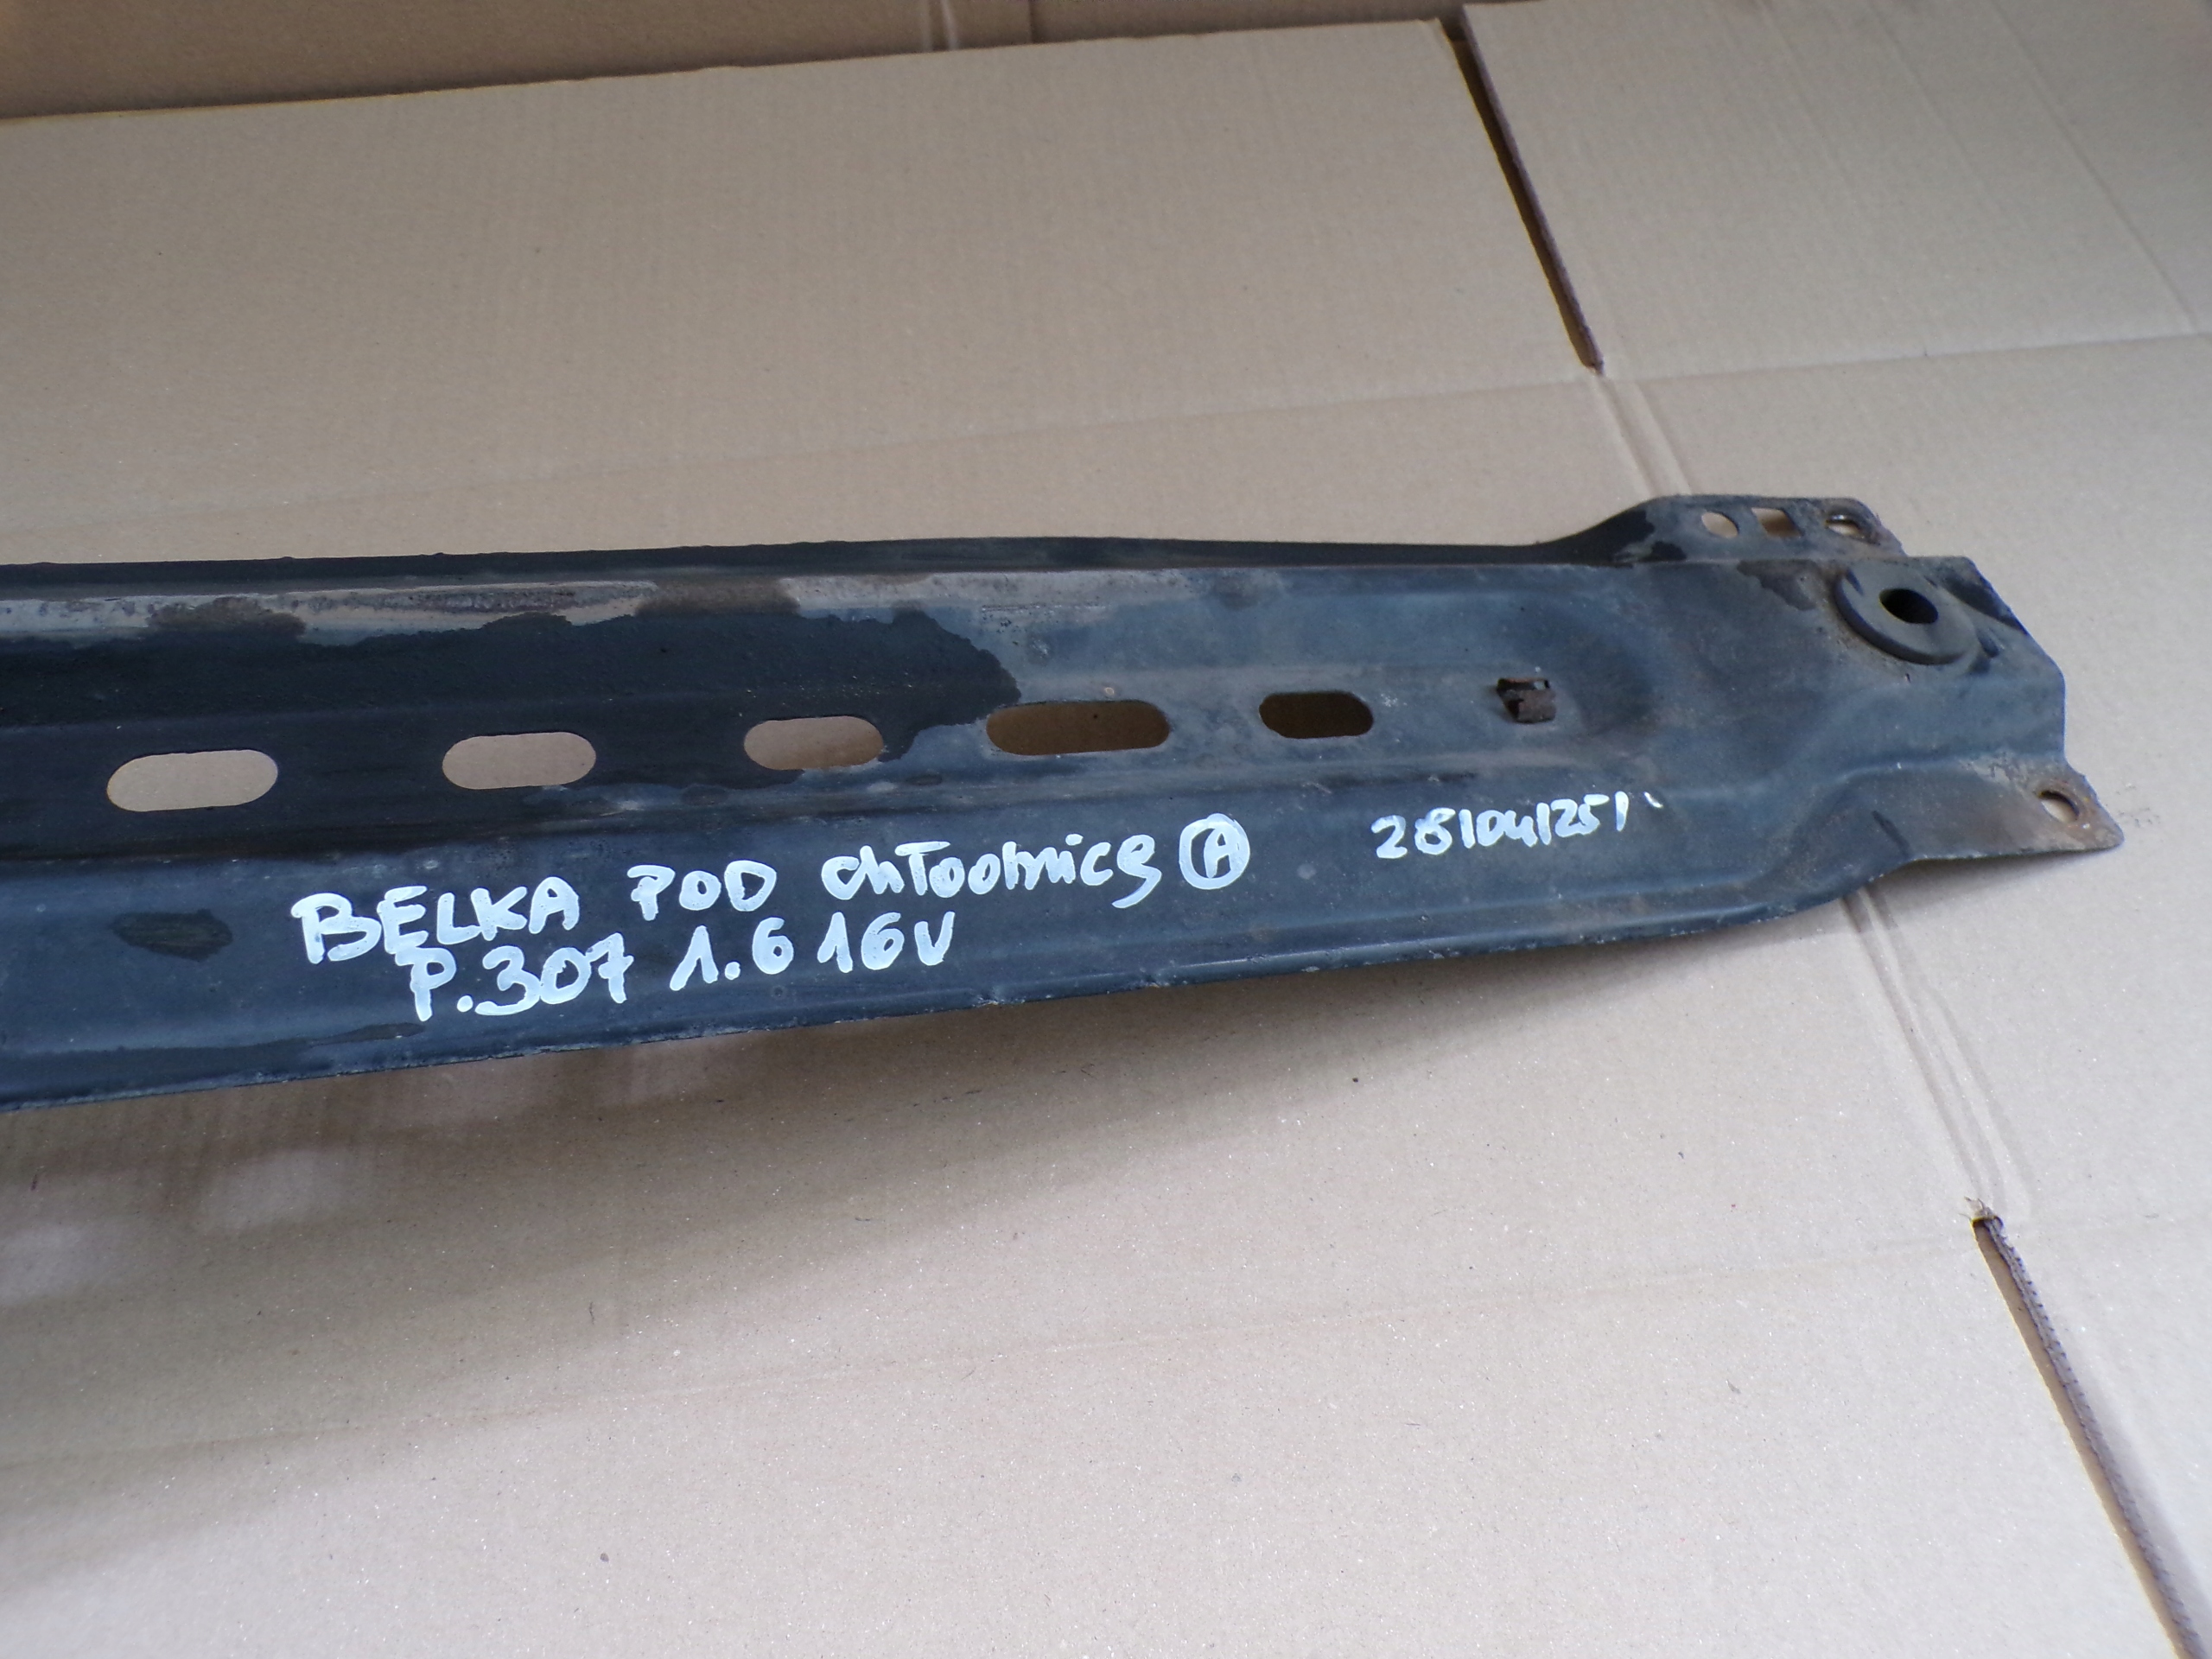 BELKA POD chłodnicę A 281041251
P.307 1.6 16V